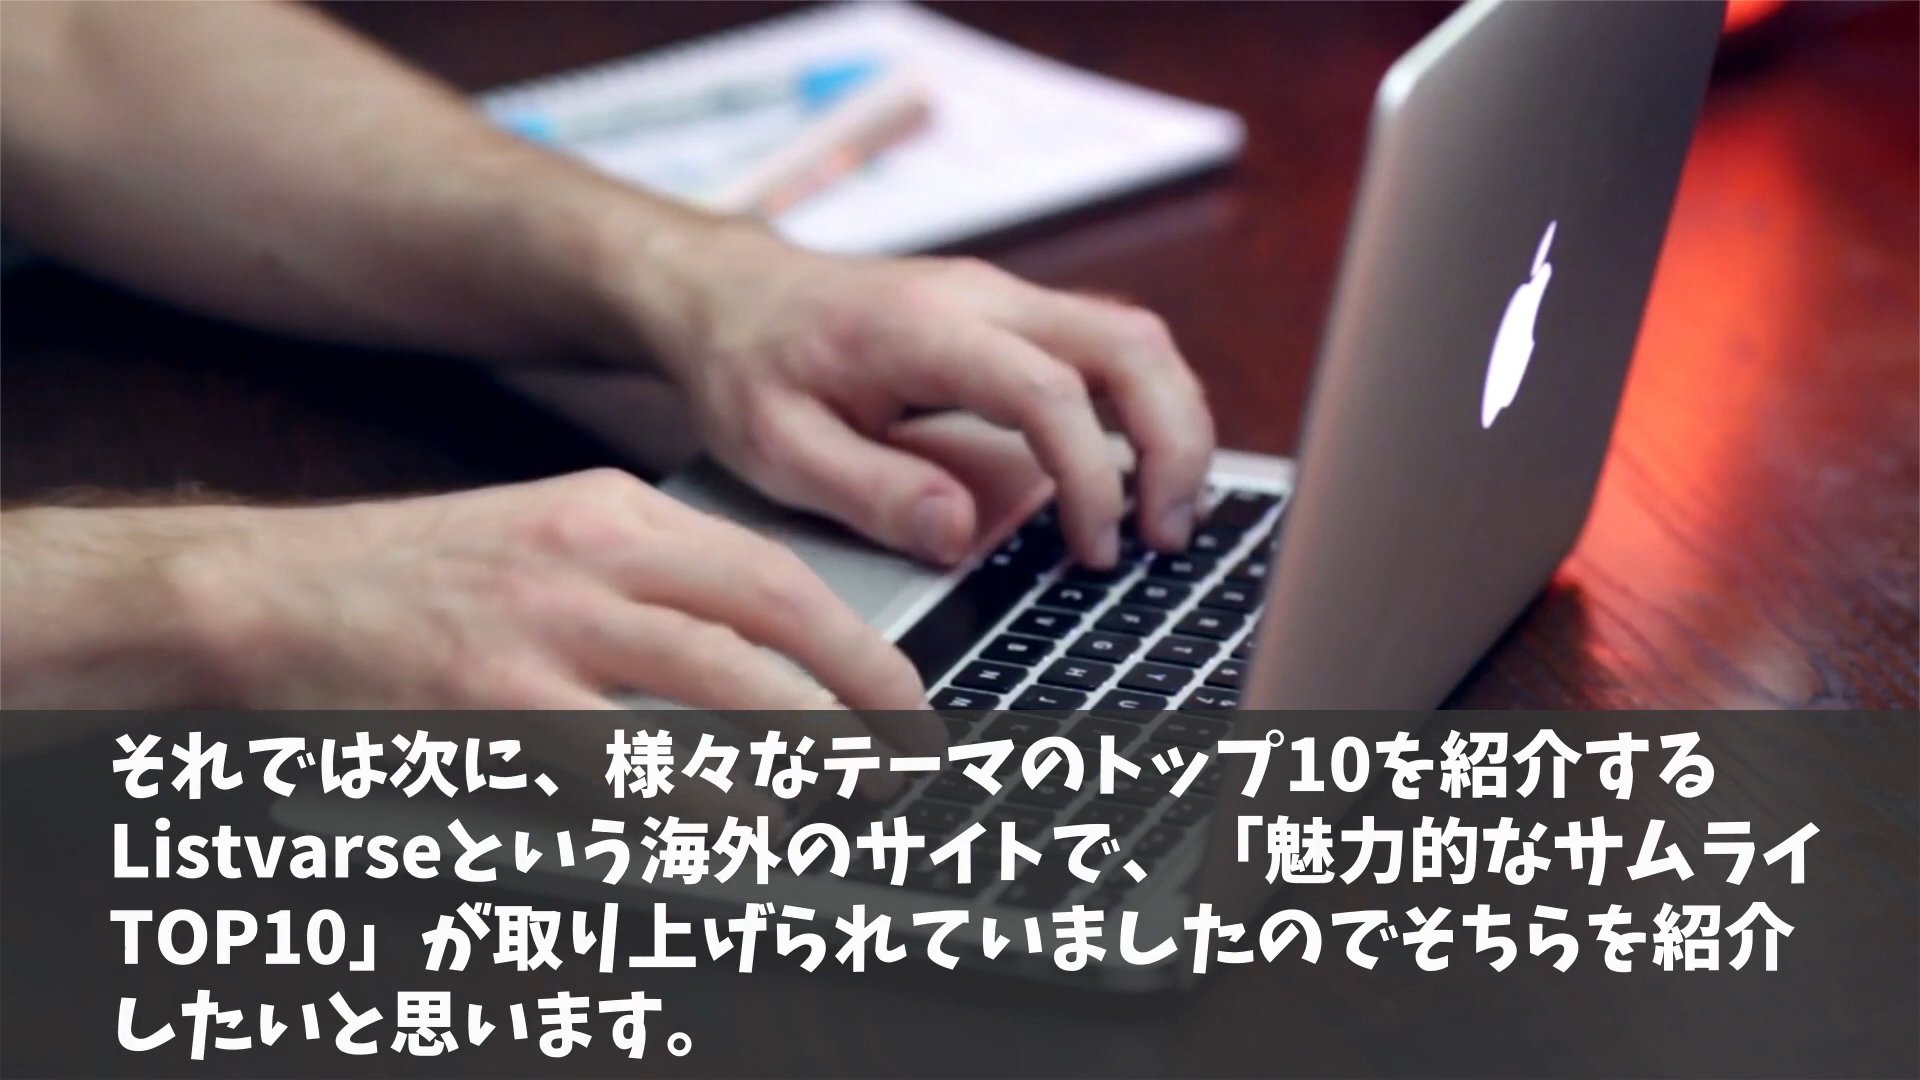 それでは次に、様々なテーマのトップ10を紹介する
Listvarseという海外のサイトで、「魅力的なサムライ
TOP10」が取り上げられていましたのでそちらを紹介
したいと思います。